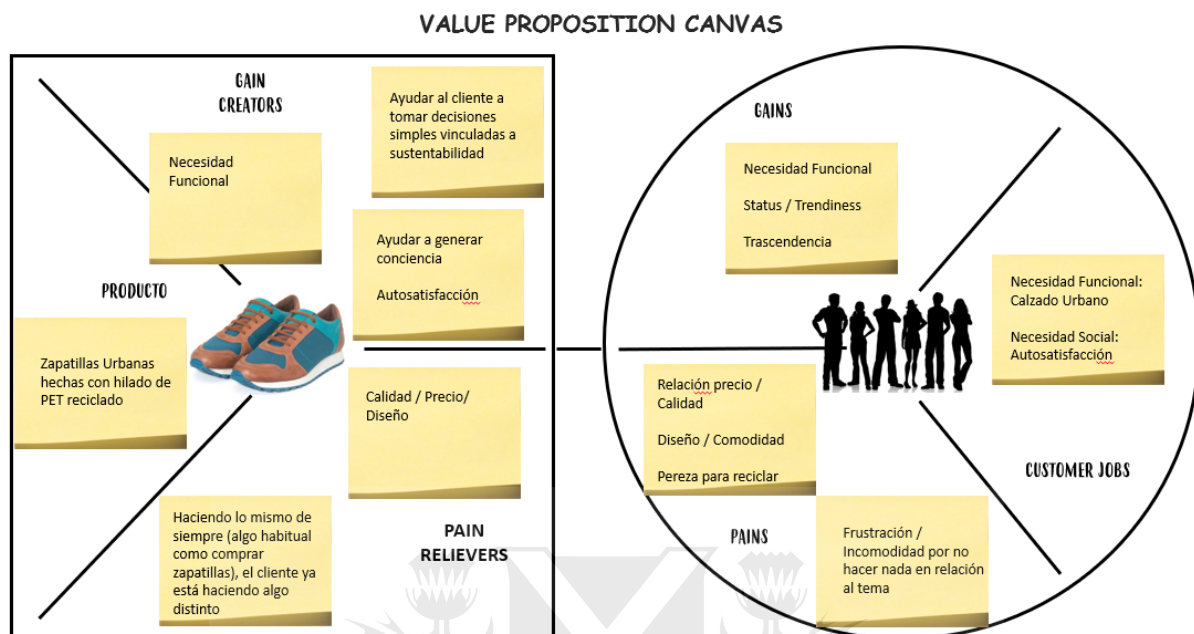 VALUE PROPOSITION CANVAS
GAIN
CREATORS
Ayudar al cliente a
tomar decisiones
simples vinculadas a
sustentabilidad
Necesidad
Funcional
Ayudar a generar
conciencia
Autosatisfacción
PRODUCTO
Zapatillas Urbanas
hechas con hilado de
PET reciclado
Calidad / Precio/
Diseño
Haciendo lo mismo de
siempre (algo habitual
como comprar
zapatillas), el cliente ya
está haciendo algo
distinto
PAIN
RELIEVERS
GAINS
Necesidad Funcional
Status / Trendiness
Trascendencia
Necesidad Funcional:
Calzado Urbano
Necesidad Social:
Autosatisfacción
Relación precio /
Calidad
Diseño / Comodidad
Pereza para reciclar
CUSTOMER JOBS
PAINS
Frustración /
Incomodidad por no
hacer nada en relación
al tema